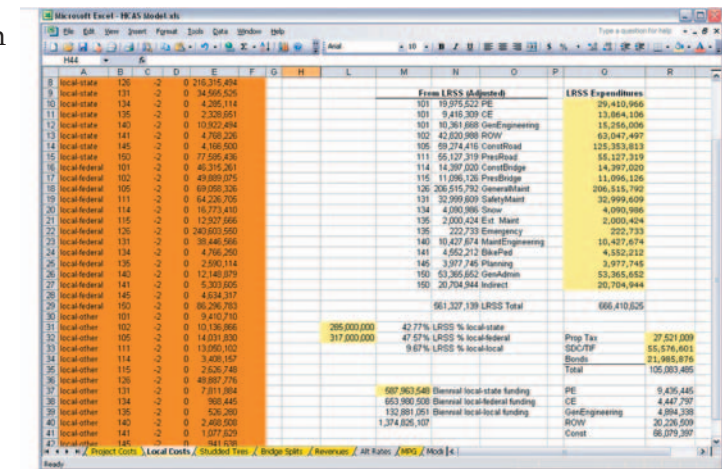 n
Microsoft Excel - HCAS Model.xls
File Edit View Insert Format Tools Data Window Help Type a question for help
Arial 10 B I U
H44 fx
A B C D E F G H L M N O P Q R
8 local-state 126 -2 0 216,315,494
9 local-state 131 -2 0 34,565,525 From LRSS (Adjusted) LRSS Expenditures
10 local-state 134 -2 0 4,285,114 101 19,975,522 PE 29,410,966
11 local-state 135 -2 0 2,328,651 101 9,416,309 CE 13,864,106
12 local-state 140 -2 0 10,922,494 101 10,361,668 GenEngineering 15,256,006
13 local-state 141 -2 0 4,768,226 102 42,820,988 ROW 63,047,497
14 local-state 145 -2 0 4,166,500 105 59,274,416 ConstRoad 125,353,813
15 local-state 150 -2 0 77,585,436 111 55,127,319 PresRoad 55,127,319
16 local-federal 101 -2 0 46,315,261 114 14,397,020 ConstBridge 14,397,020
17 local-federal 102 -2 0 49,889,075 115 11,096,126 PresBridge 11,096,126
18 local-federal 105 -2 0 69,058,326 126 206,515,792 GeneralMaint 206,515,792
19 local-federal 111 -2 0 64,226,705 131 32,999,609 SafetyMaint 32,999,609
20 local-federal 114 -2 0 16,773,410 134 4,090,986 Snow 4,090,986
21 local-federal 115 -2 0 12,927,666 135 2,000,424 Ext Maint 2,000,424
22 local-federal 126 -2 0 240,603,550 135 222,733 Emergency 222,733
23 local-federal 131 -2 0 38,446,566 140 10,427,674 MaintEngineering 10,427,674
24 local-federal 134 -2 0 4,766,250 141 4,552,212 BikePed 4,552,212
25 local-federal 135 -2 0 2,590,114 145 3,977,745 Planning 3,977,745
26 local-federal 140 -2 0 12,148,879 150 53,365,652 GenAdmin 53,365,652
27 local-federal 141 -2 0 5,303,605 150 20,704,944 Indirect 20,704,944
28 local-federal 145 -2 0 4,634,317
29 local-federal 150 -2 0 86,296,783 561,327,139 LRSS Total 666,410,625
30 local-other 101 -2 0 9,410,710
31 local-other 102 -2 0 10,136,866 285,000,000 42.77% LRSS % local-state
32 local-other 105 -2 0 14,031,830 317,000,000 47.57% LRSS % local-federal Prop Tax 27,521,009
33 local-other 111 -2 0 13,050,102 9.67% LRSS % local-local SDC/TIF 55,576,601
34 local-other 114 -2 0 3,408,157 Bonds 21,985,876
35 local-other 115 -2 0 2,626,748 Total 105,083,485
36 local-other 126 -2 0 48,887,776
37 local-other 131 -2 0 7,811,884 587,963,548 Biennial local-state funding PE 9,435,445
38 local-other 134 -2 0 968,445 653,980,508 Biennial local-federal funding CE 4,447,797
39 local-other 135 -2 0 526,280 132,881,051 Biennial local-local funding GenEngineering 4,894,338
40 local-other 140 -2 0 2,468,508 1,374,825,107 ROW 20,226,509
41 local-other 141 -2 0 1,077,629 Const 66,079,397
42 local-other 145 -2 0 941,638
Project Costs Local Costs Studded Tires Bridge Splits Revenues Alt Rates MPG
Ready